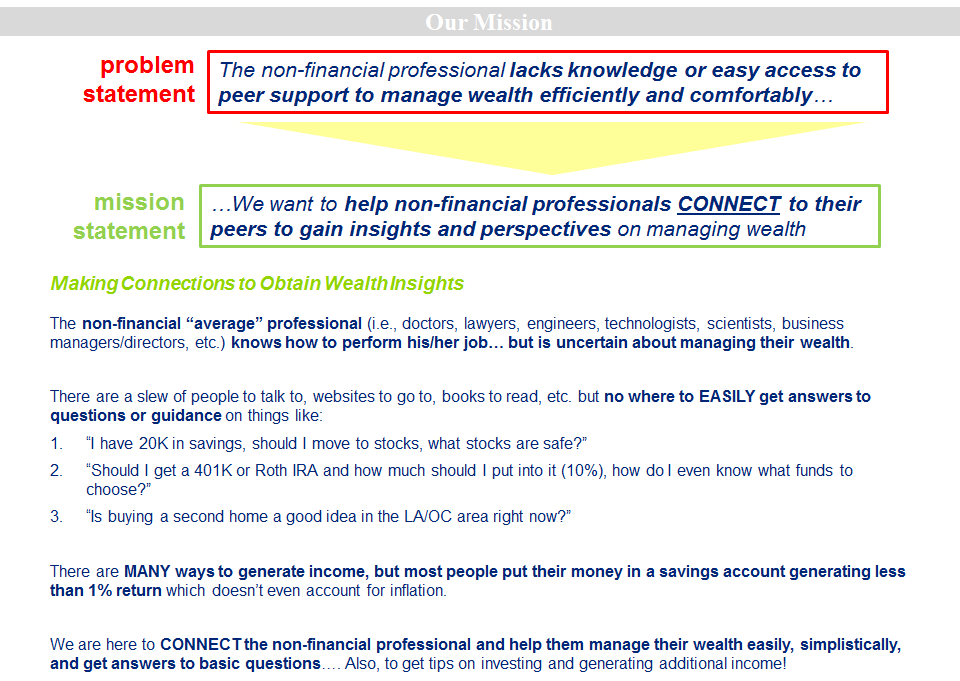 Our Mission
problem
statement
The non-financial professional lacks knowledge or easy access to
peer support to manage wealth efficiently and comfortably…
mission
statement
…We want to help non-financial professionals CONNECT to their
peers to gain insights and perspectives on managing wealth
Making Connections to Obtain Wealth Insights
The non-financial “average” professional (i.e., doctors, lawyers, engineers, technologists, scientists, business
managers/directors, etc.) knows how to perform his/her job… but is uncertain about managing their wealth.
There are a slew of people to talk to, websites to go to, books to read, etc. but no where to EASILY get answers to
questions or guidance on things like:
1. “I have 20K in savings, should I move to stocks, what stocks are safe?”
2. “Should I get a 401K or Roth IRA and how much should I put into it (10%), how do I even know what funds to
choose?”
3. “Is buying a second home a good idea in the LA/OC area right now?”
There are MANY ways to generate income, but most people put their money in a savings account generating less
than 1% return which doesn’t even account for inflation.
We are here to CONNECT the non-financial professional and help them manage their wealth easily, simplistically,
and get answers to basic questions…. Also, to get tips on investing and generating additional income!